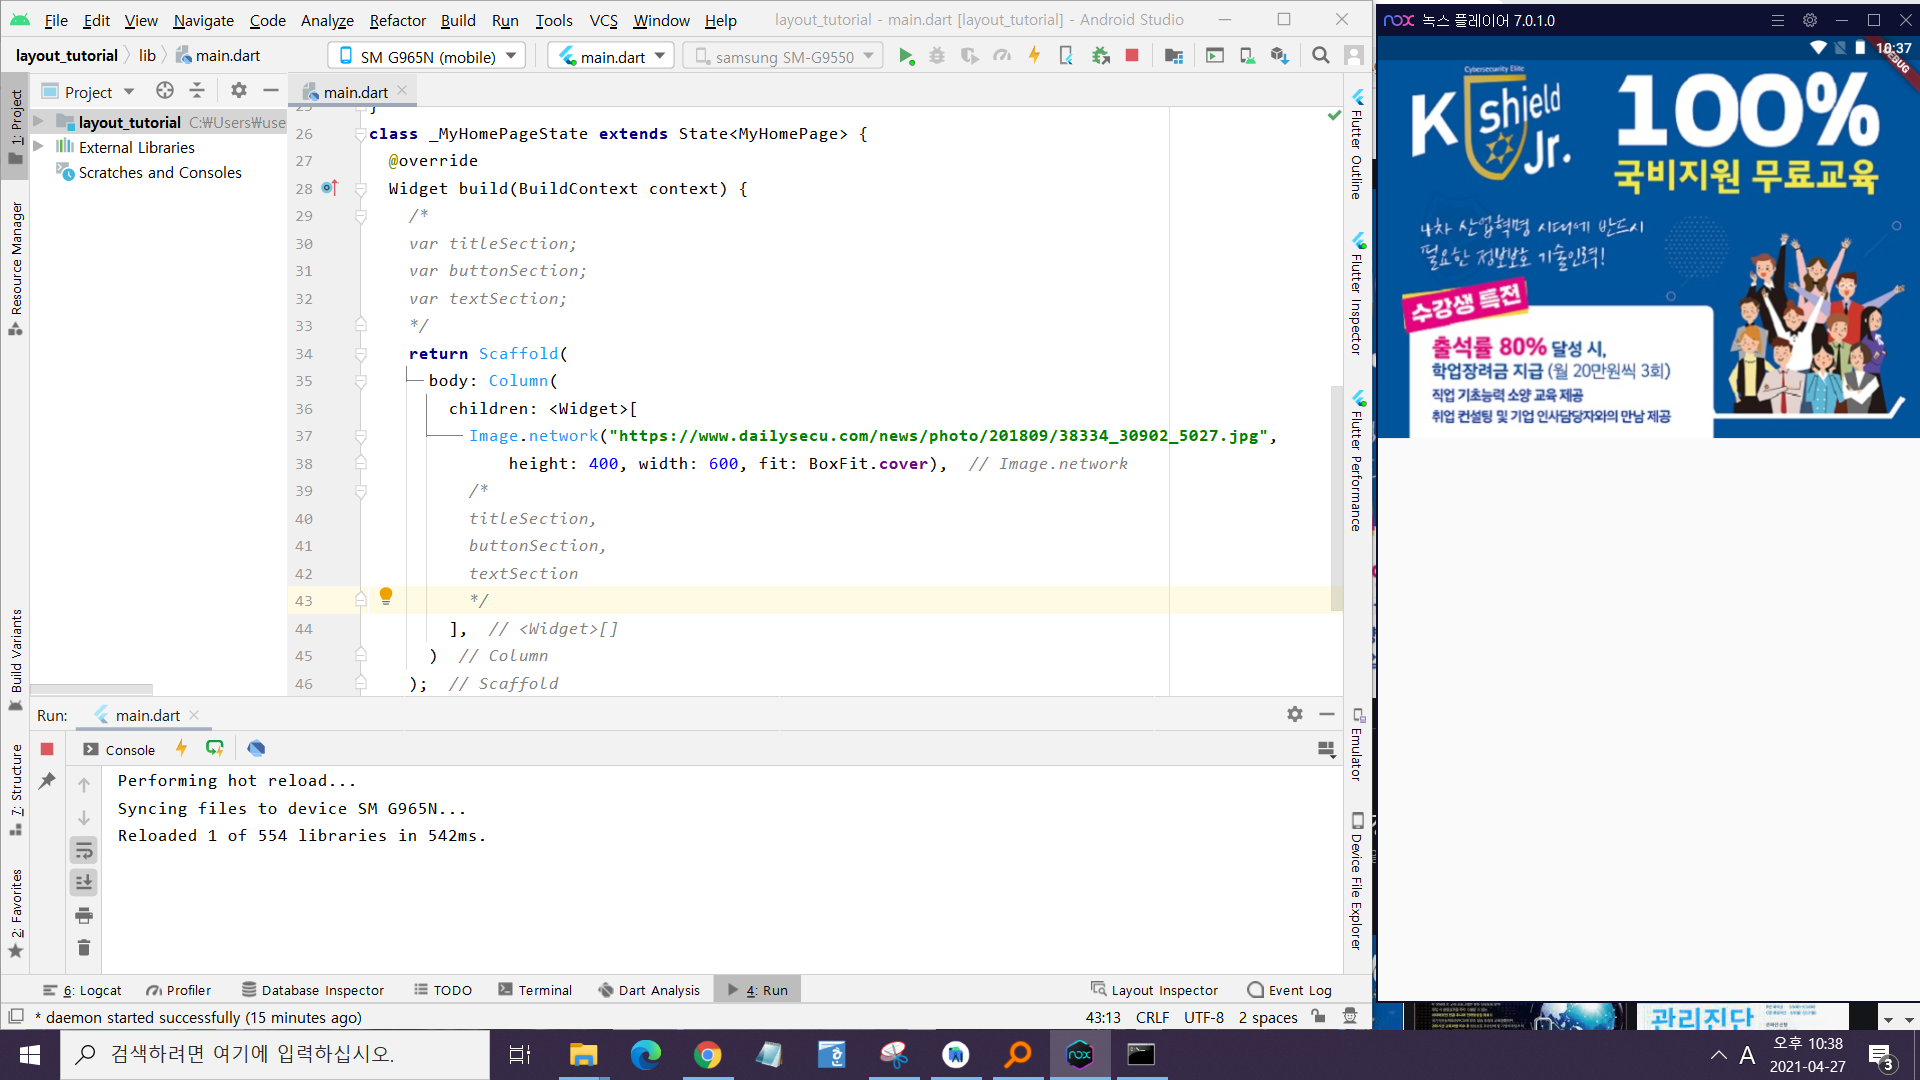 File Edit View Navigate Code Analyze Refactor Build Run Tools VCS Window Help layout_tutorial - main.dart [layout_tutorial] - Android Studio
layout_tutorial lib main.dart
SM G965N (mobile) main.dart samsung SM-G9550
Project main.dart
layout_tutorial C:￦Users￦use
External Libraries
Scratches and Consoles
1: Project
Resource Manager
Build Variants
7: Structure
2: Favorites
25 }
26 class _MyHomePageState extends State<MyHomePage> {
27 @override
28 Widget build(BuildContext context) {
29 /*
30 var titleSection;
31 var buttonSection;
32 var textSection;
33 */
34 return Scaffold(
35 body: Column(
36 children: <Widget>[
37 Image.network("https://www.dailysecu.com/news/photo/201809/38334_30902_5027.jpg",
38 height: 400, width: 600, fit: BoxFit.cover), // Image.network
39 /*
40 titleSection,
41 buttonSection,
42 textSection
43 */
44 ], // <Widget>[]
45 ) // Column
46 ); // Scaffold
Flutter Outline
Flutter Inspector
Flutter Performance
Emulator
Device File Explorer
Run: main.dart
Console
Performing hot reload...
Syncing files to device SM G965N...
Reloaded 1 of 554 libraries in 542ms.
6: Logcat Profiler Database Inspector TODO Terminal Dart Analysis 4: Run Layout Inspector Event Log
* daemon started successfully (15 minutes ago) 43:13 CRLF UTF-8 2 spaces
nox 녹스 플레이어 7.0.1.0
10:37
DEBUG
Cybersecurity Elite
K Shield Jr.
100%
국비지원 무료교육
4차 산업혁명 시대에 반드시
필요한 정보보호 기술인력!
수강생 특전
출석률 80% 달성 시,
학업장려금 지급 (월 20만원씩 3회)
직업 기초능력 소양 교육 제공
취업 컨설팅 및 기업 인사담당자와의 만남 제공
관리진단
검색하려면 여기에 입력하십시오.
nox
A
오후 10:38
2021-04-27
3